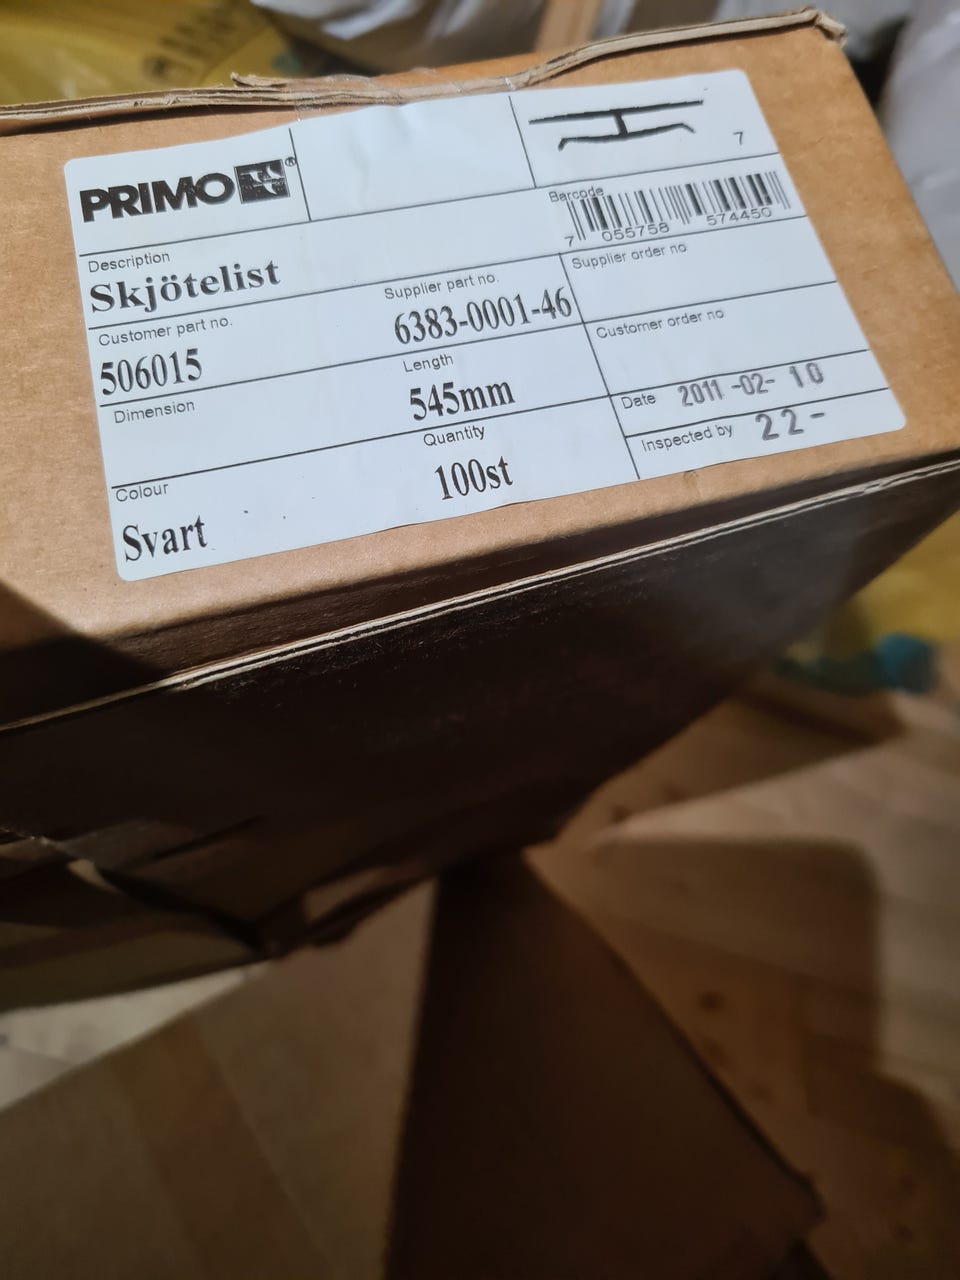 PRIMO ®
7
Barcode
7 055758 574450
Description
Skjötelist
Supplier order no
Customer part no.
506015
Supplier part no.
6383-0001-46
Customer order no
Dimension
Length
545mm
Date 2011-02-10
Quantity
100st
Inspected by 22-
Colour
Svart